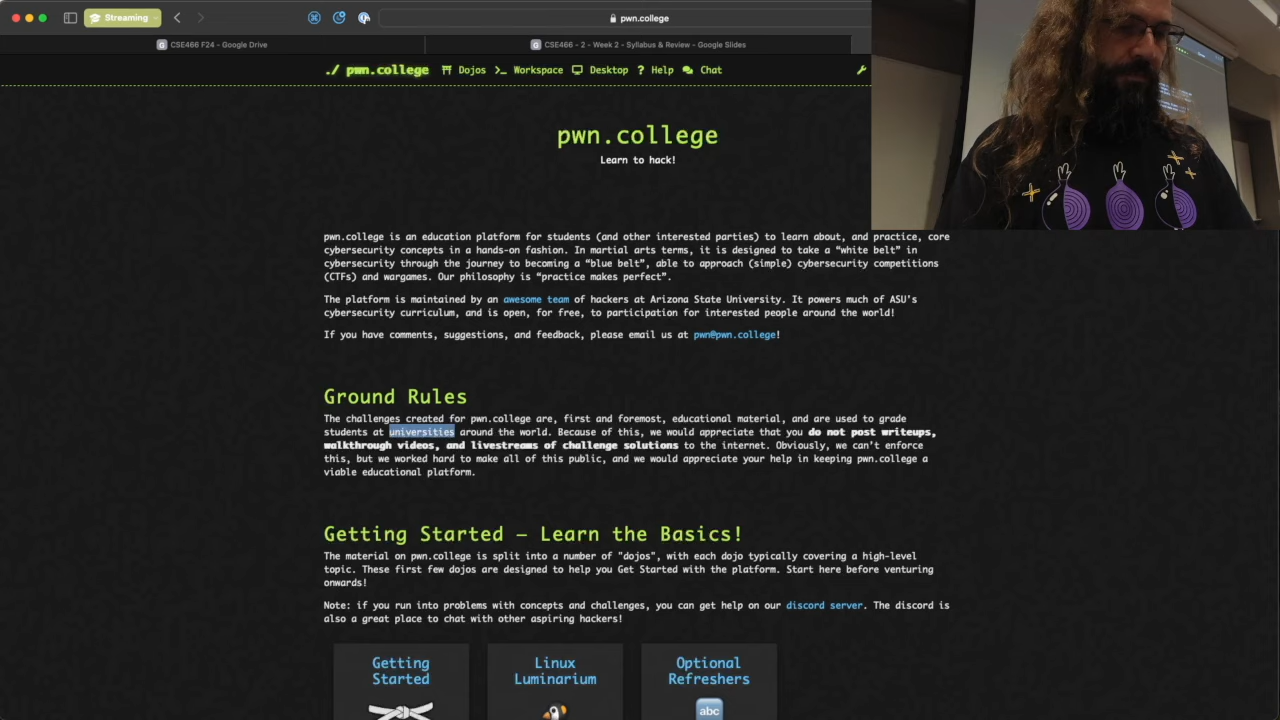 Streaming
pwn.college
CSE466 F24 - Google Drive
CSE466 - 2 - Week 2 - Syllabus & Review - Google Slides
./ pwn.college Dojos Workspace Desktop ? Help Chat
pwn.college
Learn to hack!
pwn.college is an education platform for students (and other interested parties) to learn about, and practice, core
cybersecurity concepts in a hands-on fashion. In martial arts terms, it is designed to take a “white belt” in
cybersecurity through the journey to becoming a “blue belt”, able to approach (simple) cybersecurity competitions
(CTFs) and wargames. Our philosophy is “practice makes perfect”.
The platform is maintained by an awesome team of hackers at Arizona State University. It powers much of ASU’s
cybersecurity curriculum, and is open, for free, to participation for interested people around the world!
If you have comments, suggestions, and feedback, please email us at pwn@pwn.college!
Ground Rules
The challenges created for pwn.college are, first and foremost, educational material, and are used to grade
students at universities around the world. Because of this, we would appreciate that you do not post writeups,
walkthrough videos, and livestreams of challenge solutions to the internet. Obviously, we can’t enforce
this, but we worked hard to make all of this public, and we would appreciate your help in keeping pwn.college a
viable educational platform.
Getting Started — Learn the Basics!
The material on pwn.college is split into a number of "dojos", with each dojo typically covering a high-level
topic. These first few dojos are designed to help you Get Started with the platform. Start here before venturing
onwards!
Note: if you run into problems with concepts and challenges, you can get help on our discord server. The discord is
also a great place to chat with other aspiring hackers!
Getting
Started
Linux
Luminarium
Optional
Refreshers
abc